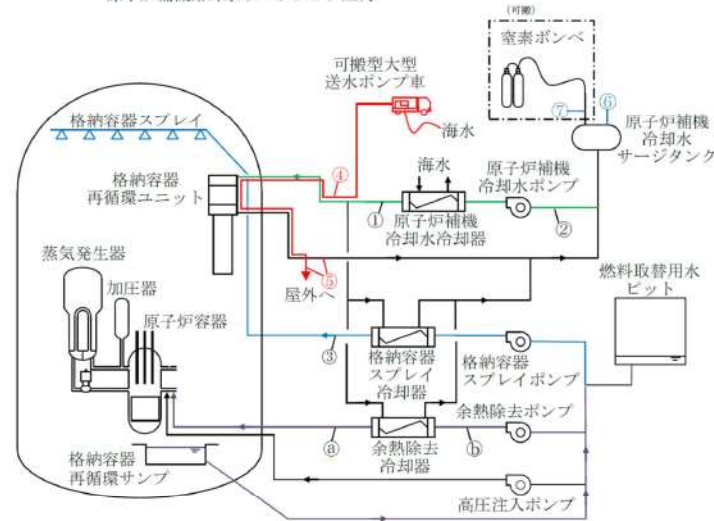 (可搬)
窒素ボンベ
⑦
⑥
原子炉補機
冷却水
サージタンク
可搬型大型
送水ポンプ車
海水
格納容器スプレイ
格納容器
再循環ユニット
④
海水
原子炉補機
冷却水ポンプ
①
原子炉補機
冷却水冷却器
②
⑤
屋外へ
蒸気発生器
加圧器
原子炉容器
燃料取替用水
ピット
③
格納容器
スプレイ
冷却器
格納容器
スプレイポンプ
余熱除去ポンプ
ⓐ
ⓑ
余熱除去
冷却器
格納容器
再循環サンプ
高圧注入ポンプ